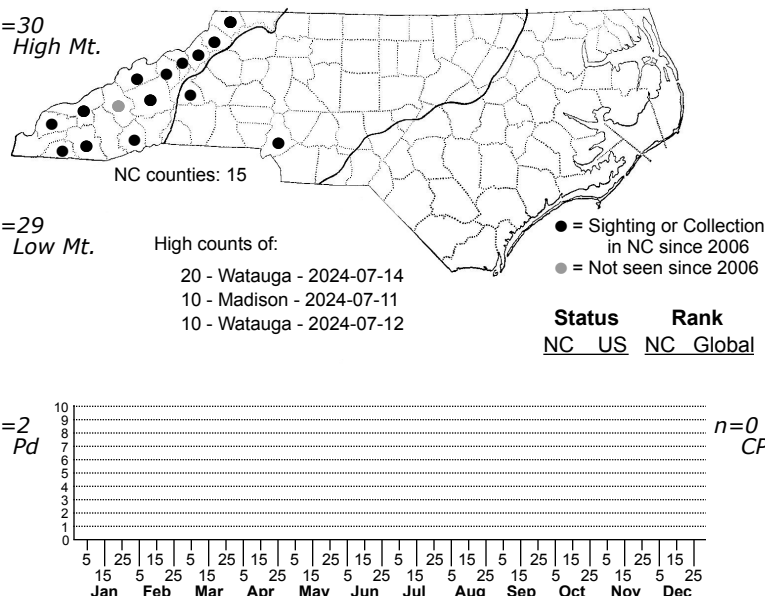 =30
High Mt.
NC counties: 15
=29
Low Mt.
High counts of:
20 - Watauga - 2024-07-14
10 - Madison - 2024-07-11
10 - Watauga - 2024-07-12
= Sighting or Collection
in NC since 2006
= Not seen since 2006
Status Rank
NC US NC Global
=2
Pd
n=0
CP
10
9
8
7
6
5
4
3
2
1
0
5 25 15 5 25 15 5 25 15 5 25 15 5 25 15 5 25 15
15 5 25 15 5 25 15 5 25 15 5 25 15 5 25 15 5 25
Jan Feb Mar Apr May Jun Jul Aug Sep Oct Nov Dec